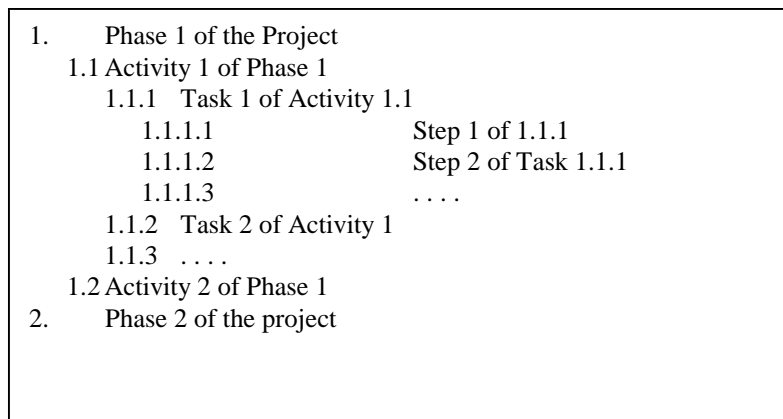 1. Phase 1 of the Project
1.1 Activity 1 of Phase 1
1.1.1 Task 1 of Activity 1.1
1.1.1.1 Step 1 of 1.1.1
1.1.1.2 Step 2 of Task 1.1.1
1.1.1.3 . . . .
1.1.2 Task 2 of Activity 1
1.1.3 . . . .
1.2 Activity 2 of Phase 1
2. Phase 2 of the project